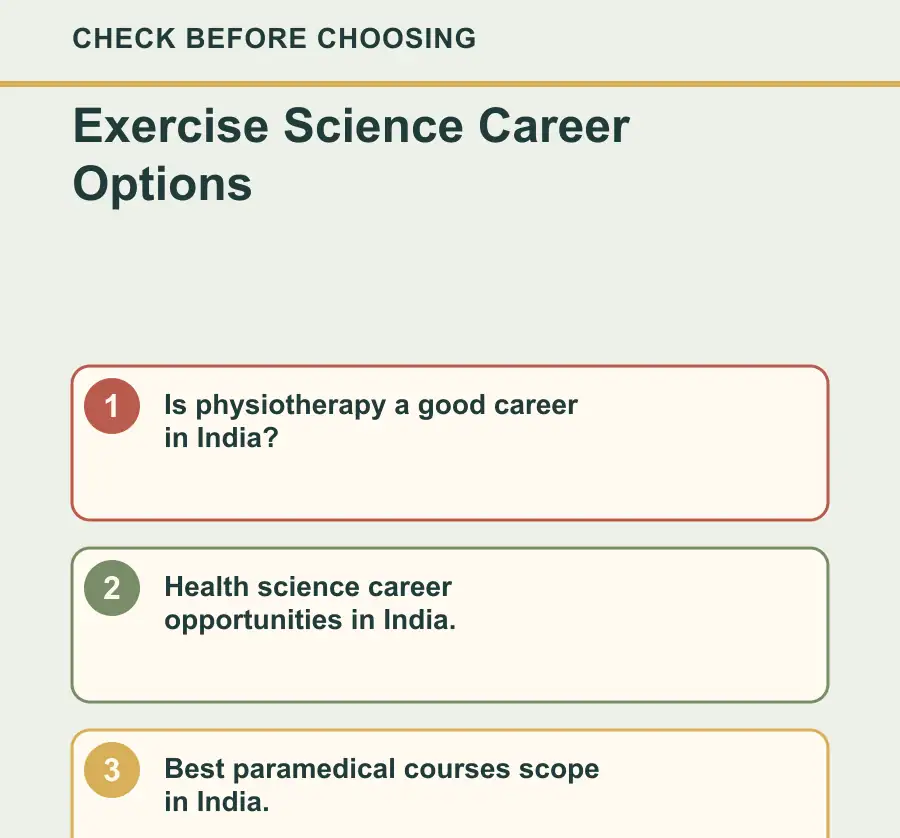 CHECK BEFORE CHOOSING
Exercise Science Career
Options
1
Is physiotherapy a good career
in India?
2
Health science career
opportunities in India.
3
Best paramedical courses scope
in India.